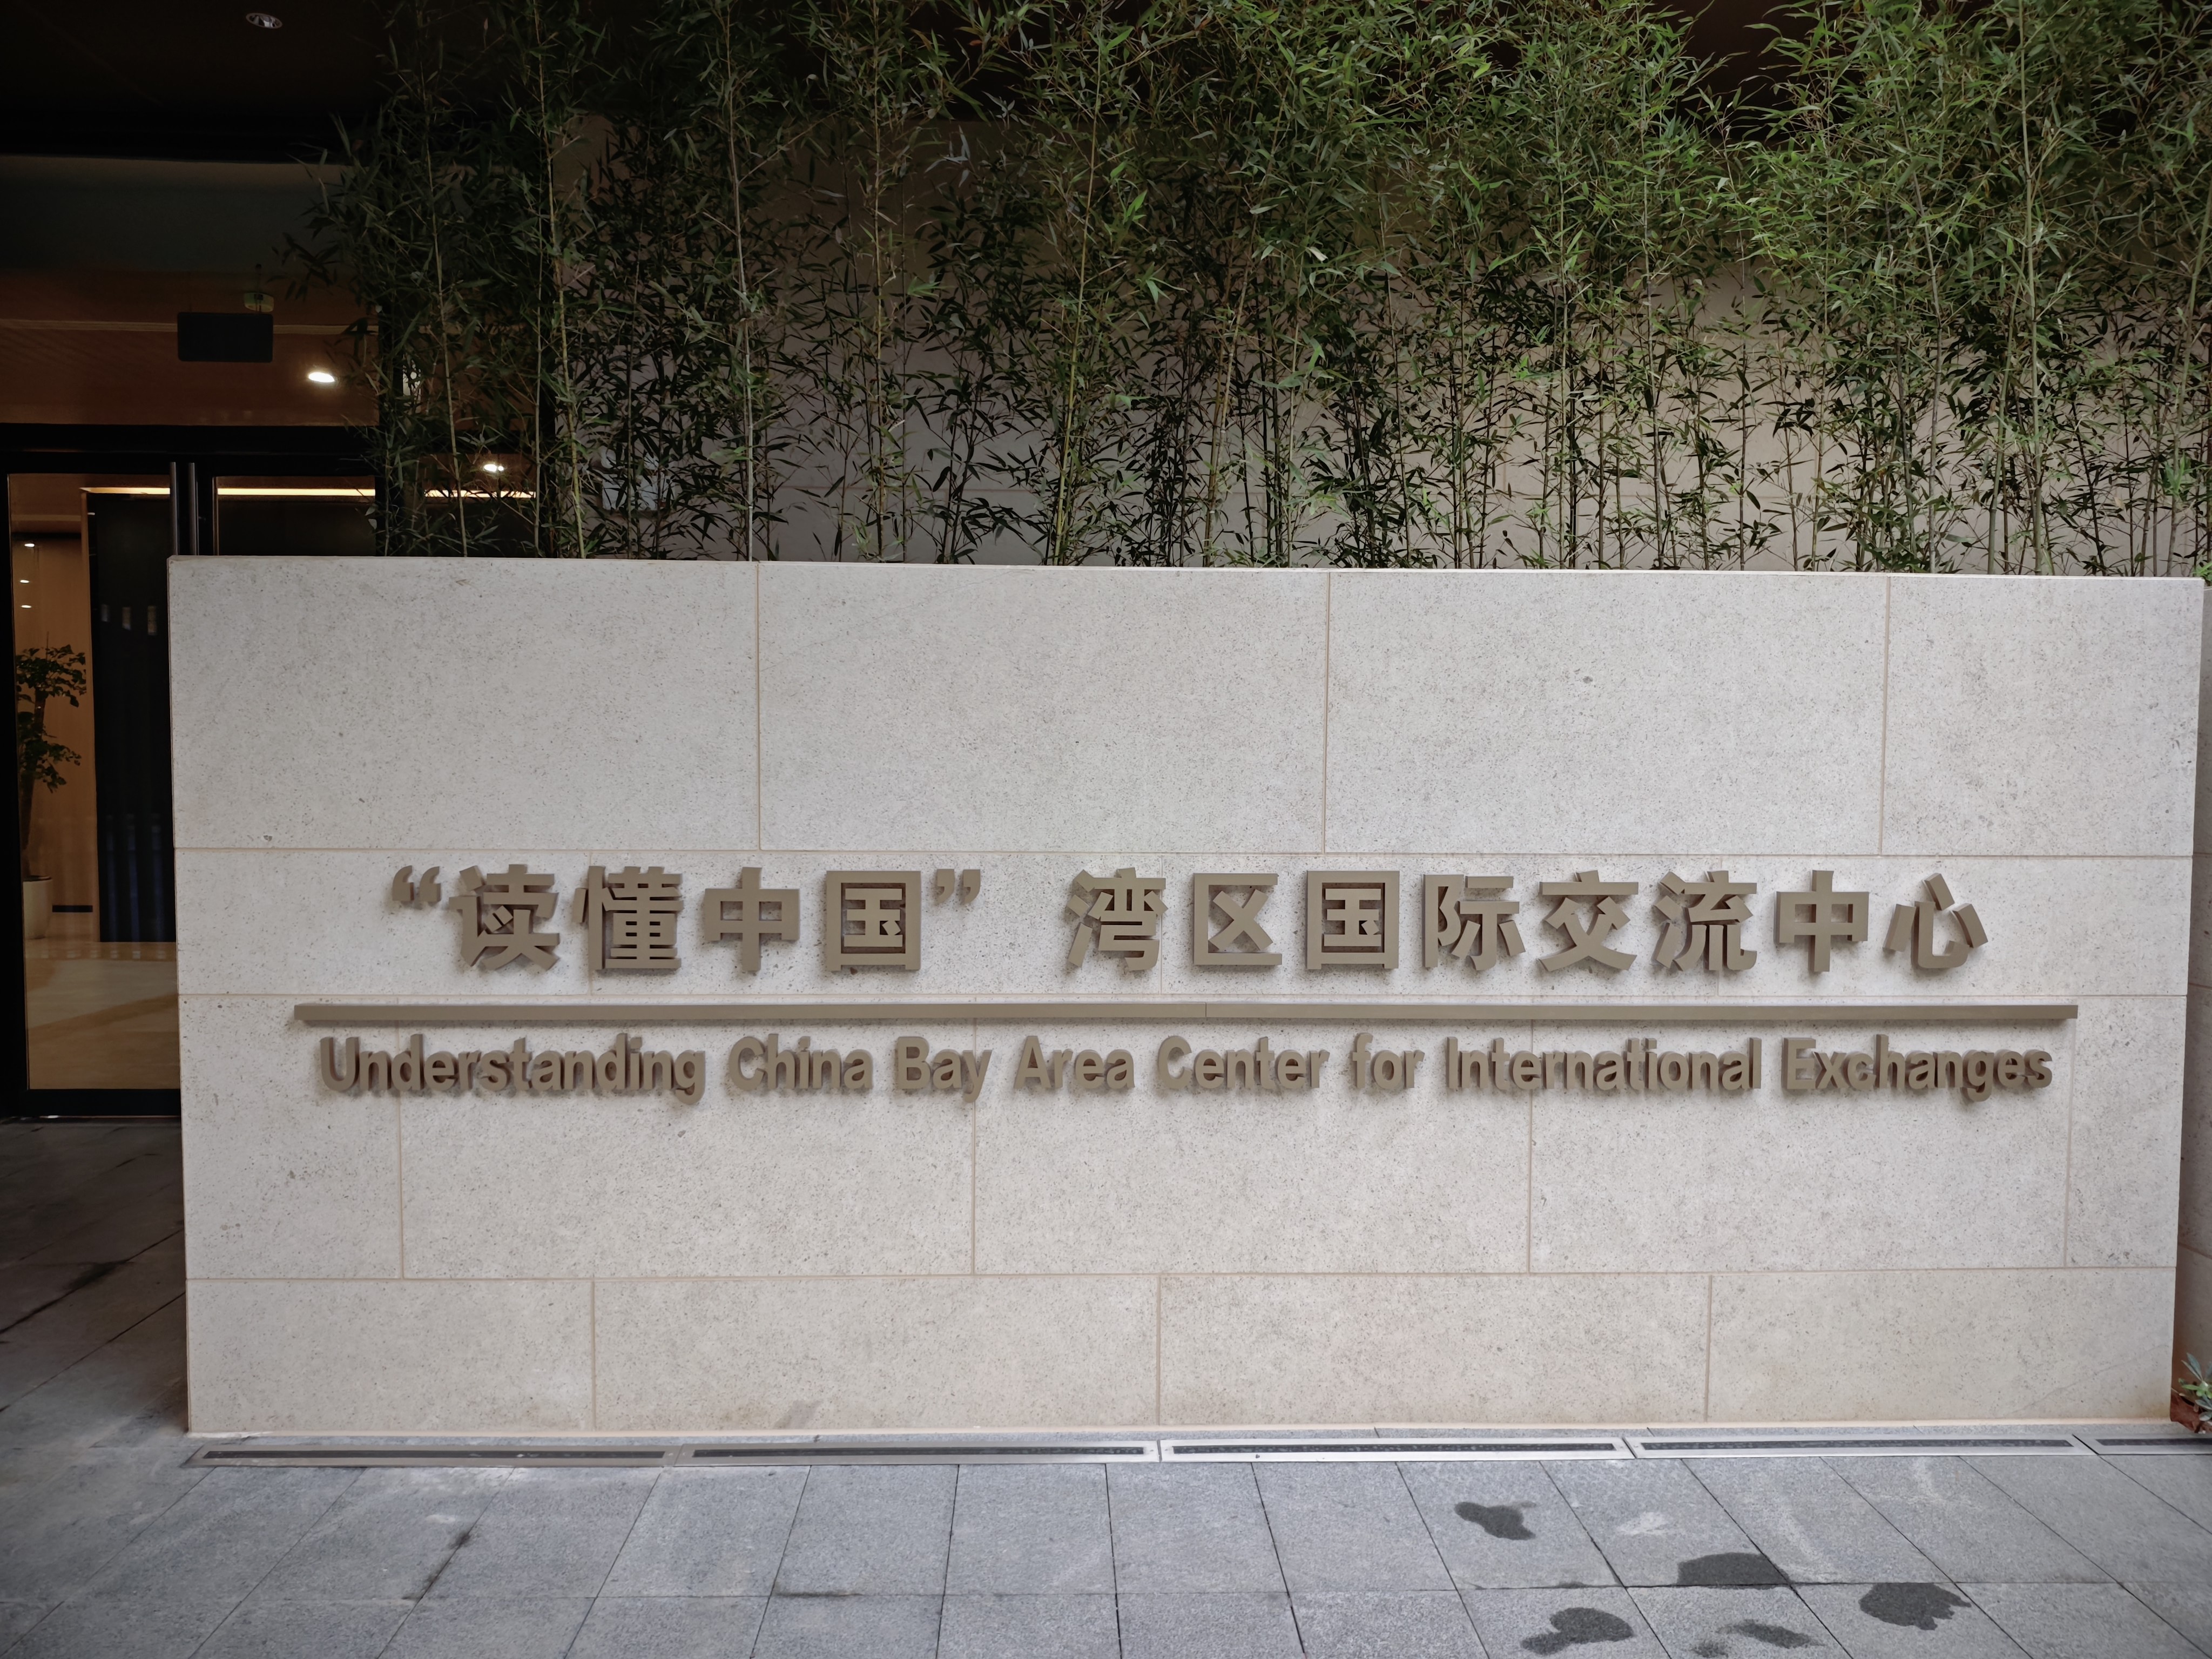 “读懂中国” 湾区国际交流中心
Understanding China Bay Area Center for International Exchanges